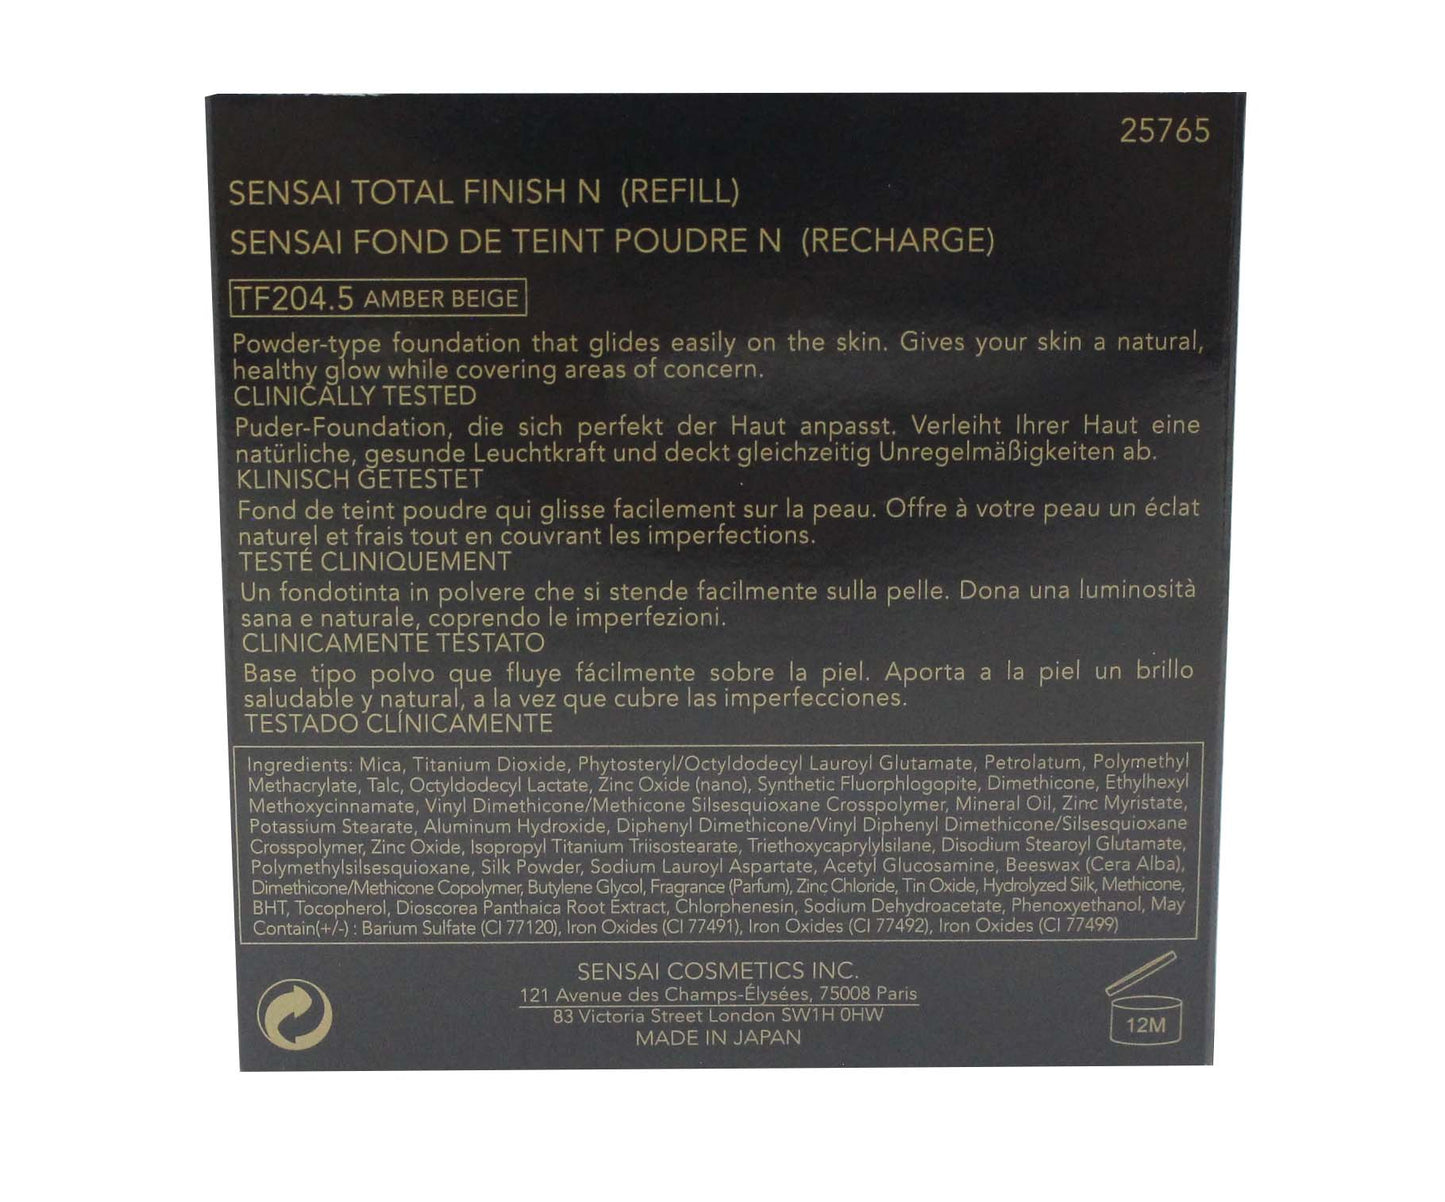 25765
SENSAI TOTAL FINISH N (REFILL)
SENSAI FOND DE TEINT POUDRE N (RECHARGE)
TF204.5 AMBER BEIGE
Powder-type foundation that glides easily on the skin. Gives your skin a natural,
healthy glow while covering areas of concern.
CLINICALLY TESTED
Puder-Foundation, die sich perfekt der Haut anpasst. Verleiht Ihrer Haut eine
natürliche, gesunde Leuchtkraft und deckt gleichzeitig Unregelmäßigkeiten ab.
KLINISCH GETESTET
Fond de teint poudre qui glisse facilement sur la peau. Offre à votre peau un éclat
naturel et frais tout en couvrant les imperfections.
TESTÉ CLINIQUEMENT
Un fondotinta in polvere che si stende facilmente sulla pelle. Dona una luminosità
sana e naturale, coprendo le imperfezioni.
CLINICAMENTE TESTATO
Base tipo polvo que fluye fácilmente sobre la piel. Aporta a la piel un brillo
saludable y natural, a la vez que cubre las imperfecciones.
TESTADO CLÍNICAMENTE
Ingredients: Mica, Titanium Dioxide, Phytosteryl/Octyldodecyl Lauroyl Glutamate, Petrolatum, Polymethyl
Methacrylate, Talc, Octyldodecyl Lactate, Zinc Oxide (nano), Synthetic Fluorphlogopite, Dimethicone, Ethylhexyl
Methoxycinnamate, Vinyl Dimethicone/Methicone Silsesquioxane Crosspolymer, Mineral Oil, Zinc Myristate,
Potassium Stearate, Aluminum Hydroxide, Diphenyl Dimethicone/Vinyl Diphenyl Dimethicone/Silsesquioxane
Crosspolymer, Zinc Oxide, Isopropyl Titanium Triisostearate, Triethoxycaprylylsilane, Disodium Stearoyl Glutamate,
Polymethylsilsesquioxane, Silk Powder, Sodium Lauroyl Aspartate, Acetyl Glucosamine, Beeswax (Cera Alba),
Dimethicone/Methicone Copolymer, Butylene Glycol, Fragrance (Parfum), Zinc Chloride, Tin Oxide, Hydrolyzed Silk, Methicone,
BHT, Tocopherol, Dioscorea Panthaica Root Extract, Chlorphenesin, Sodium Dehydroacetate, Phenoxyethanol, May
Contain(+/-) : Barium Sulfate (CI 77120), Iron Oxides (CI 77491), Iron Oxides (CI 77492), Iron Oxides (CI 77499)
SENSAI COSMETICS INC.
121 Avenue des Champs-Élysées, 75008 Paris
83 Victoria Street London SW1H 0HW
MADE IN JAPAN
12M